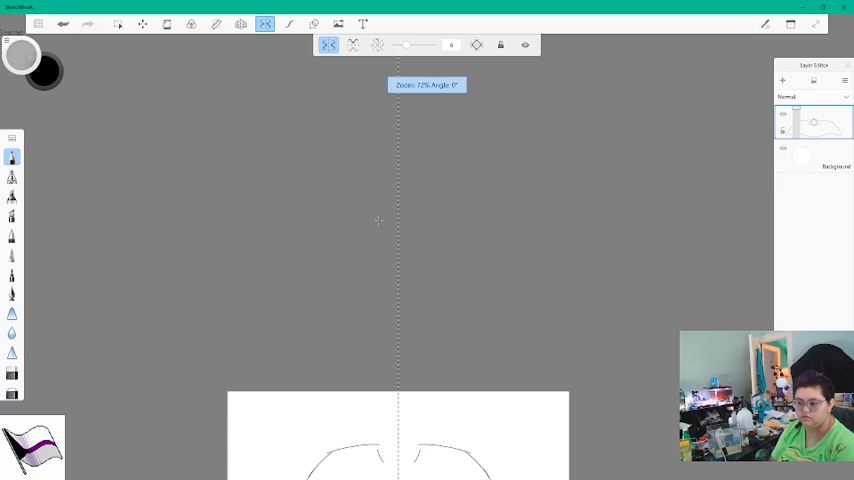 SketchBook
6
Zoom: 72% Angle: 0°
Layer Editor
Normal
Background